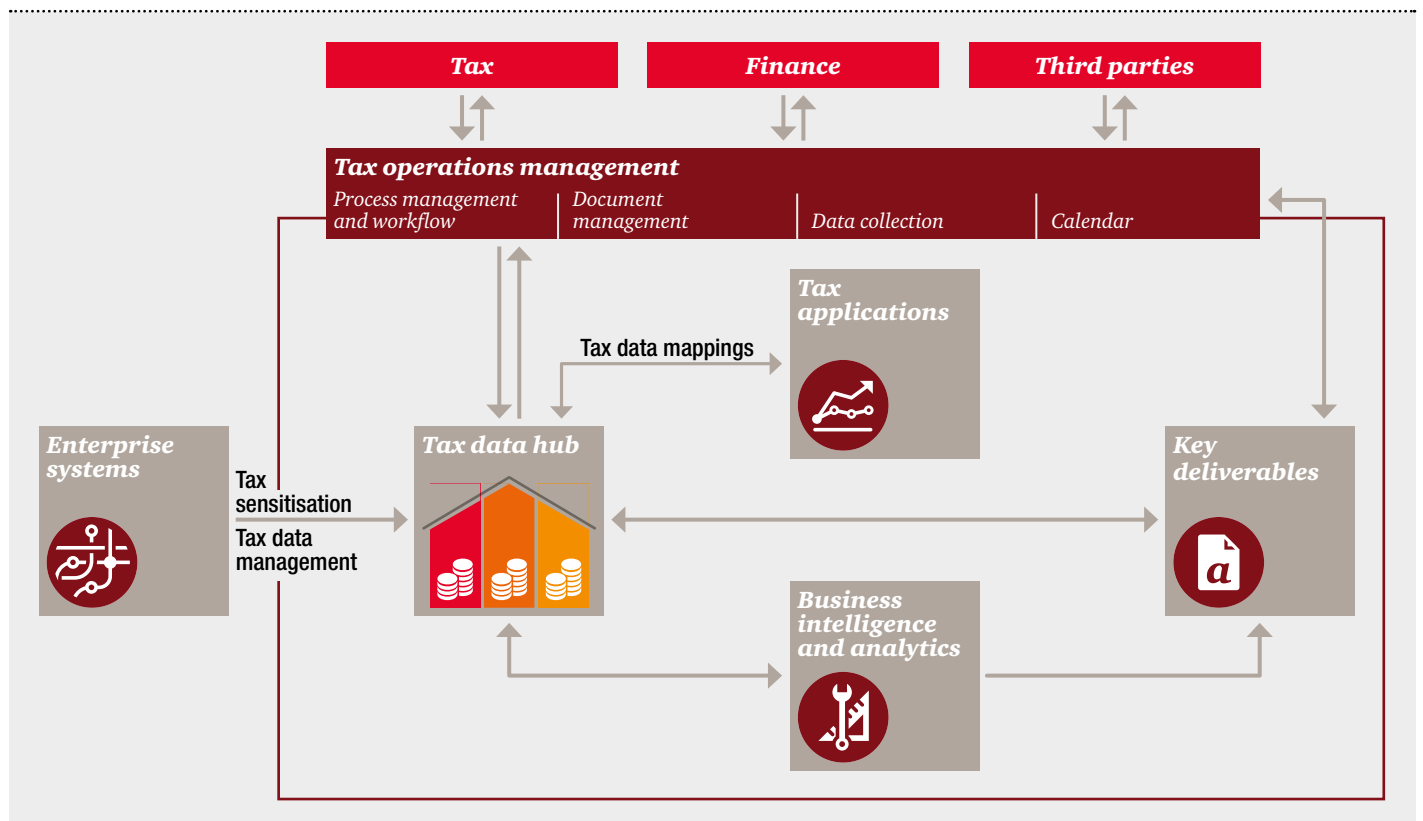 Tax
Finance
Third parties
Tax operations management
Process management
and workflow
Document
management
Data collection
Calendar
Tax
applications
Tax data mappings
Enterprise
systems
Tax
sensitisation
Tax data
management
Tax data hub
Key
deliverables
a
Business
intelligence
and analytics